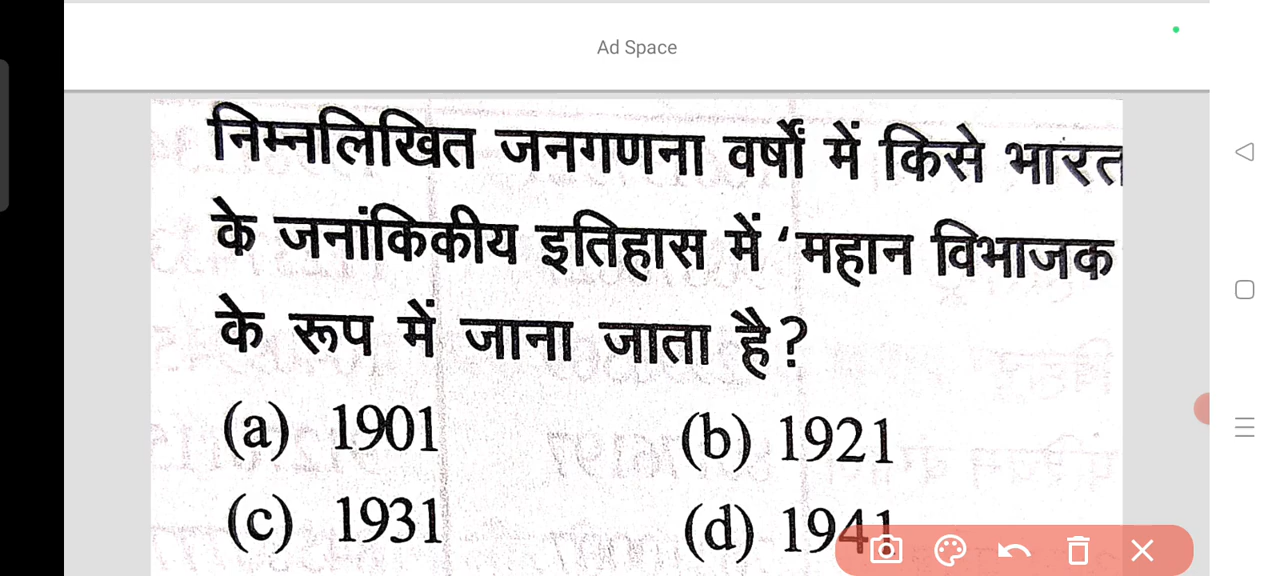 Ad Space
निम्नलिखित जनगणना वर्षों में किसे भारत
के जनांकिकीय इतिहास में ‘महान विभाजक
के रूप में जाना जाता है?
(a) 1901 (b) 1921
(c) 1931 (d) 1941